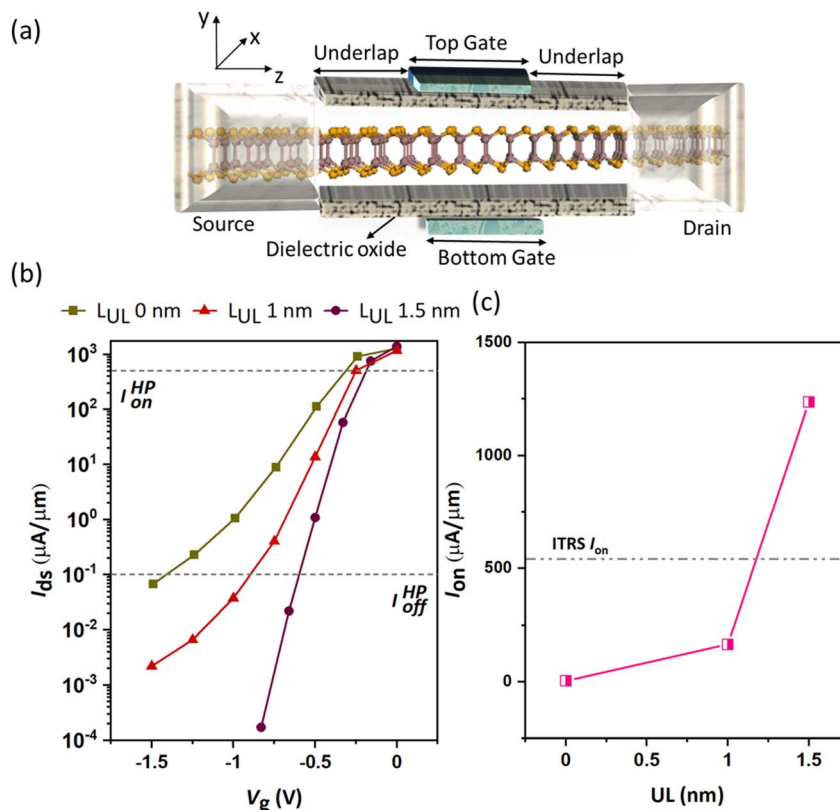 (a)
y
x
z
Underlap
Top Gate
Underlap
Source
Dielectric oxide
Bottom Gate
Drain
(b)
L_UL 0 nm
L_UL 1 nm
L_UL 1.5 nm
10^3
10^2
10^1
10^0
10^-1
10^-2
10^-3
10^-4
I_ds (µA/µm)
I_on^HP
I_off^HP
-1.5
-1
-0.5
0
V_g (V)
(c)
1500
1000
500
0
I_on (µA/µm)
ITRS I_on
0
0.5
1
1.5
UL (nm)